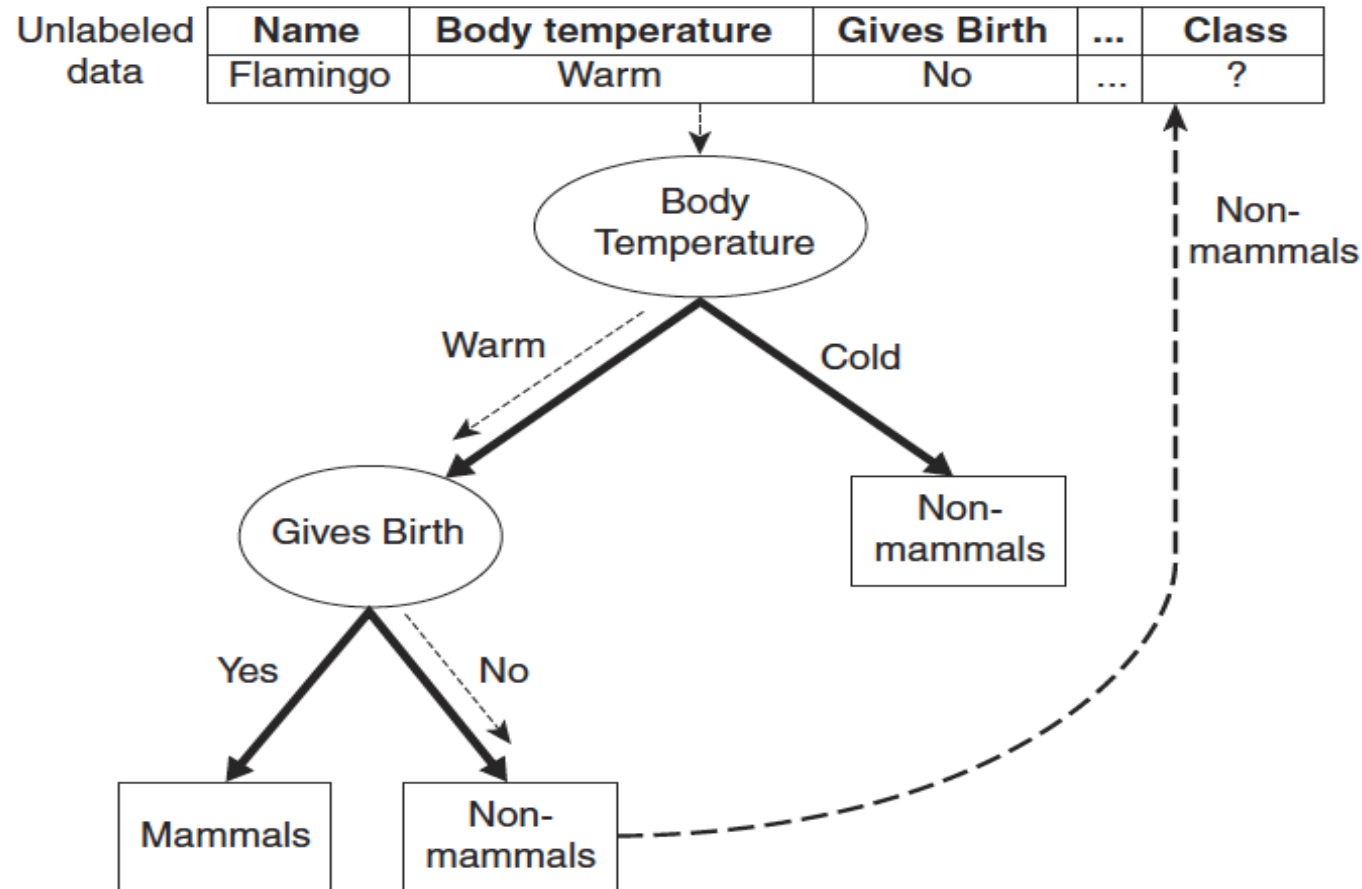 Unlabeled data
Name Body temperature Gives Birth ... Class
Flamingo Warm No ... ?
Body
Temperature
Non-
mammals
Warm
Cold
Gives Birth
Non-
mammals
Yes
No
Mammals
Non-
mammals